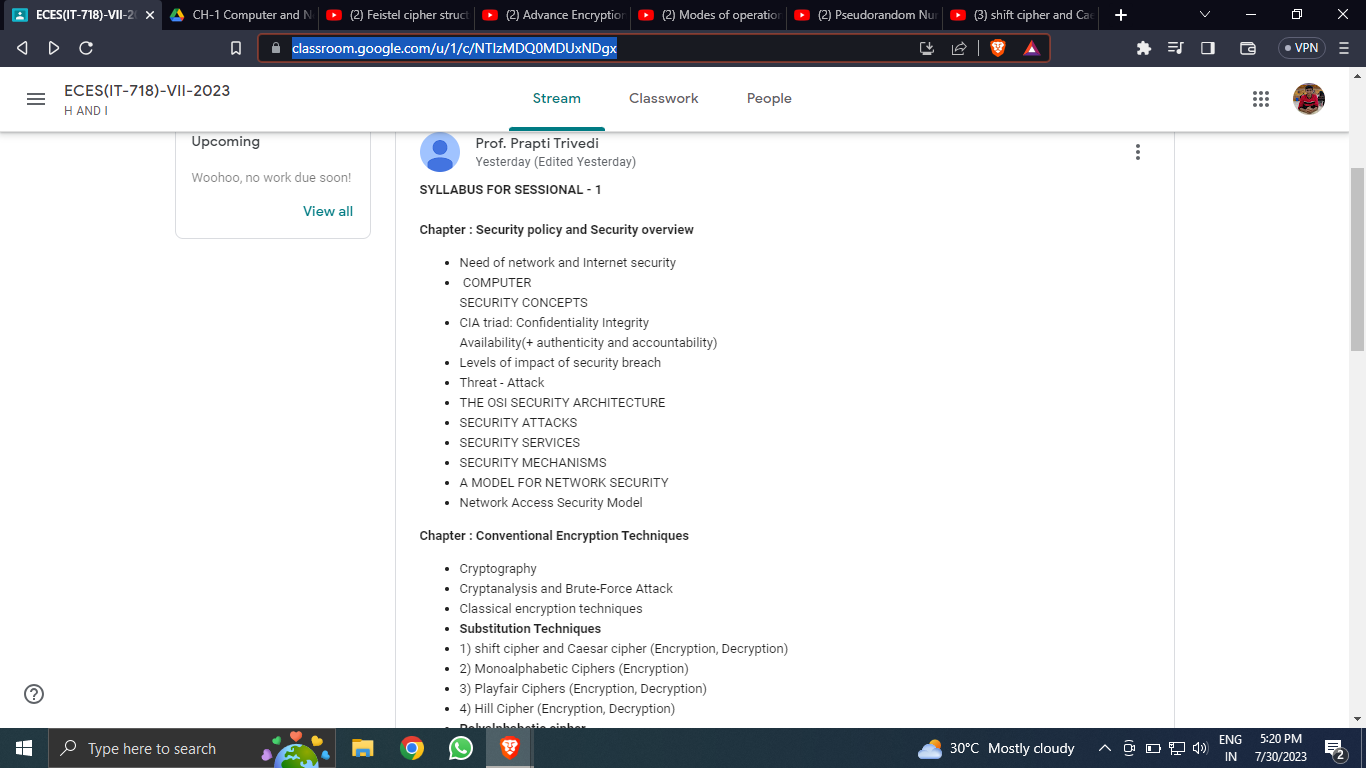 ECES(IT-718)-VII-2
CH-1 Computer and N
(2) Feistel cipher struct
(2) Advance Encryption
(2) Modes of operation
(2) Pseudorandom Nu
(3) shift cipher and Cae
classroom.google.com/u/1/c/NTIzMDQ0MDUxNDgx
VPN
ECES(IT-718)-VII-2023
H AND I
Stream
Classwork
People
Upcoming
Woohoo, no work due soon!
View all
Prof. Prapti Trivedi
Yesterday (Edited Yesterday)
SYLLABUS FOR SESSIONAL - 1
Chapter : Security policy and Security overview
• Need of network and Internet security
• COMPUTER
SECURITY CONCEPTS
• CIA triad: Confidentiality Integrity
Availability(+ authenticity and accountability)
• Levels of impact of security breach
• Threat - Attack
• THE OSI SECURITY ARCHITECTURE
• SECURITY ATTACKS
• SECURITY SERVICES
• SECURITY MECHANISMS
• A MODEL FOR NETWORK SECURITY
• Network Access Security Model
Chapter : Conventional Encryption Techniques
• Cryptography
• Cryptanalysis and Brute-Force Attack
• Classical encryption techniques
• Substitution Techniques
• 1) shift cipher and Caesar cipher (Encryption, Decryption)
• 2) Monoalphabetic Ciphers (Encryption)
• 3) Playfair Ciphers (Encryption, Decryption)
• 4) Hill Cipher (Encryption, Decryption)
• Polyalphabetic cipher
Type here to search
30°C Mostly cloudy
ENG
IN
5:20 PM
7/30/2023
2